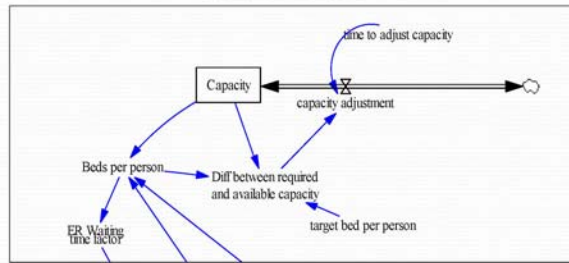 time to adjust capacity
Capacity
capacity adjustment
Beds per person
Diff between required
and available capacity
target bed per person
ER Waiting
time factor